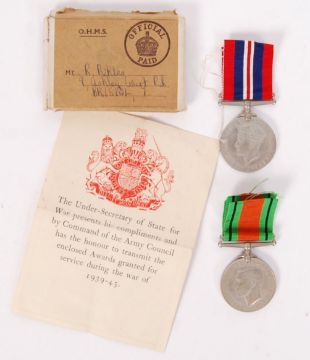 O.H.M.S.
OFFICIAL
PAID
MR
The Under-Secretary of State for
War presents his compliments and
by Command of the Army Council
has the honour to transmit the
enclosed Awards granted for
service during the war of
1939-45.